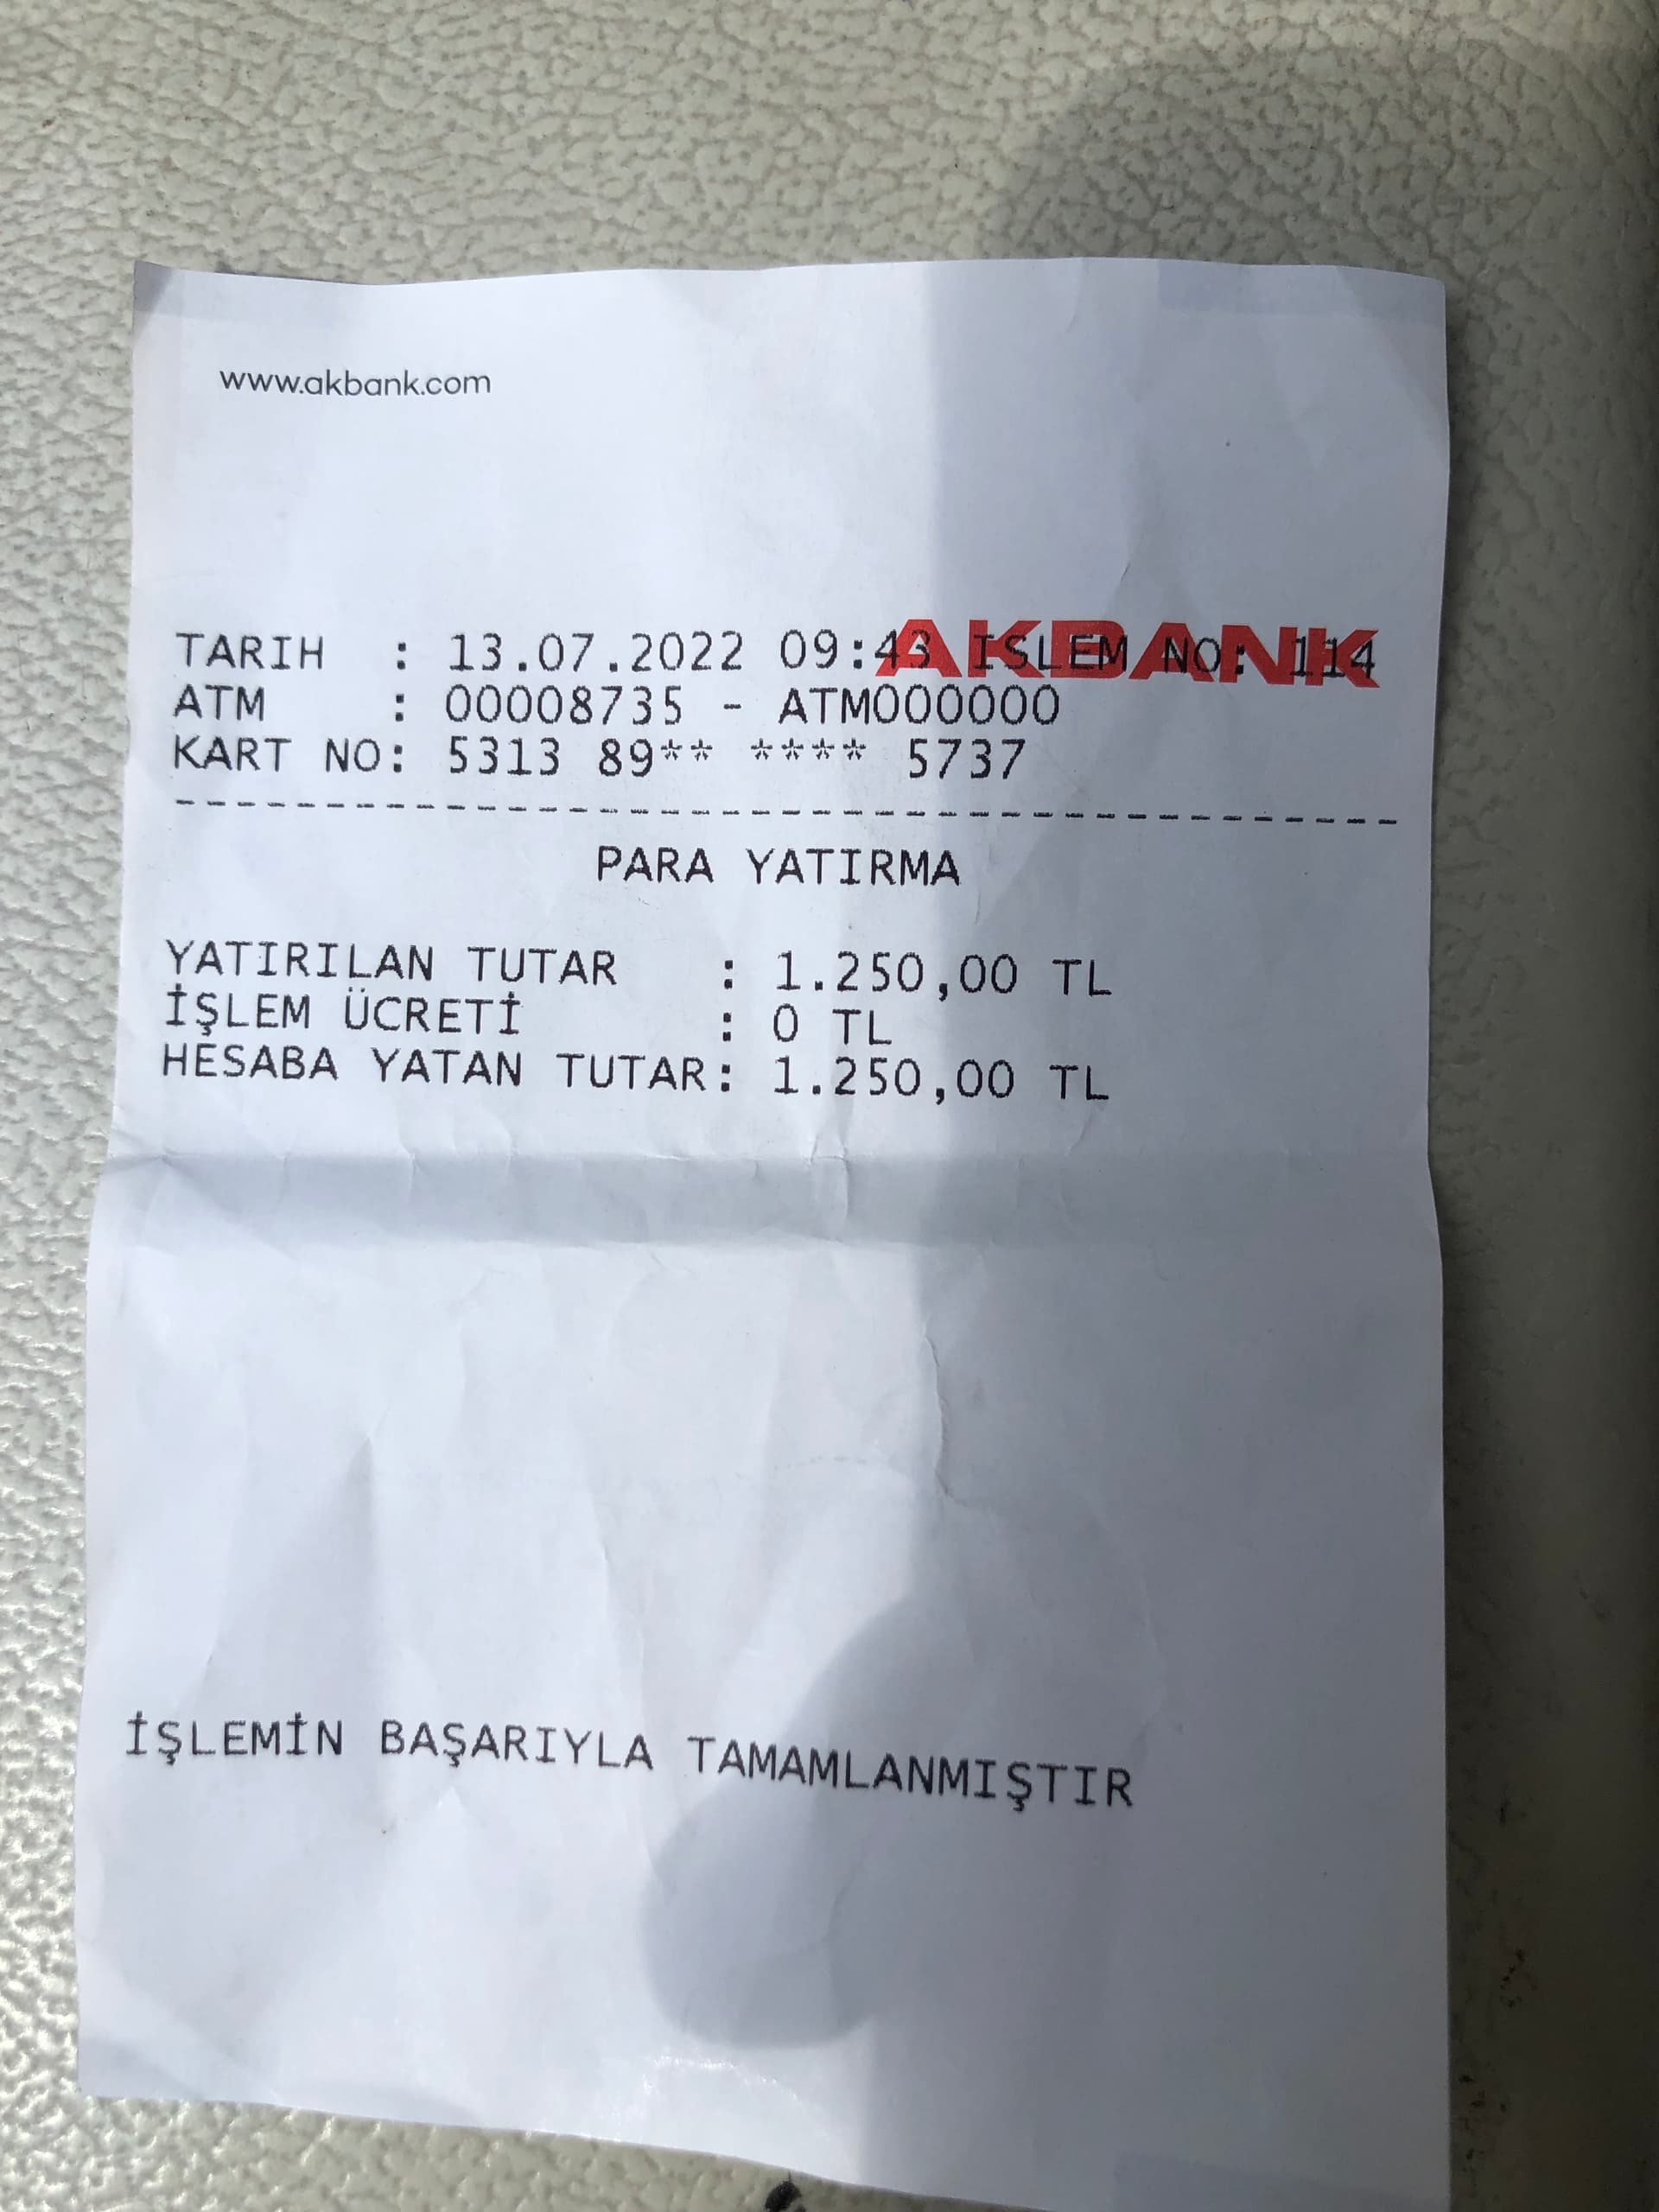 www.akbank.com
AKBANK
TARIH : 13.07.2022 09:43 ISLEM NO: 114
ATM : 00008735 - ATM000000
KART NO: 5313 89** **** 5737
----------------------------------------
PARA YATIRMA
YATIRILAN TUTAR : 1.250,00 TL
İŞLEM ÜCRETİ : 0 TL
HESABA YATAN TUTAR: 1.250,00 TL
İŞLEMİN BAŞARIYLA TAMAMLANMIŞTIR